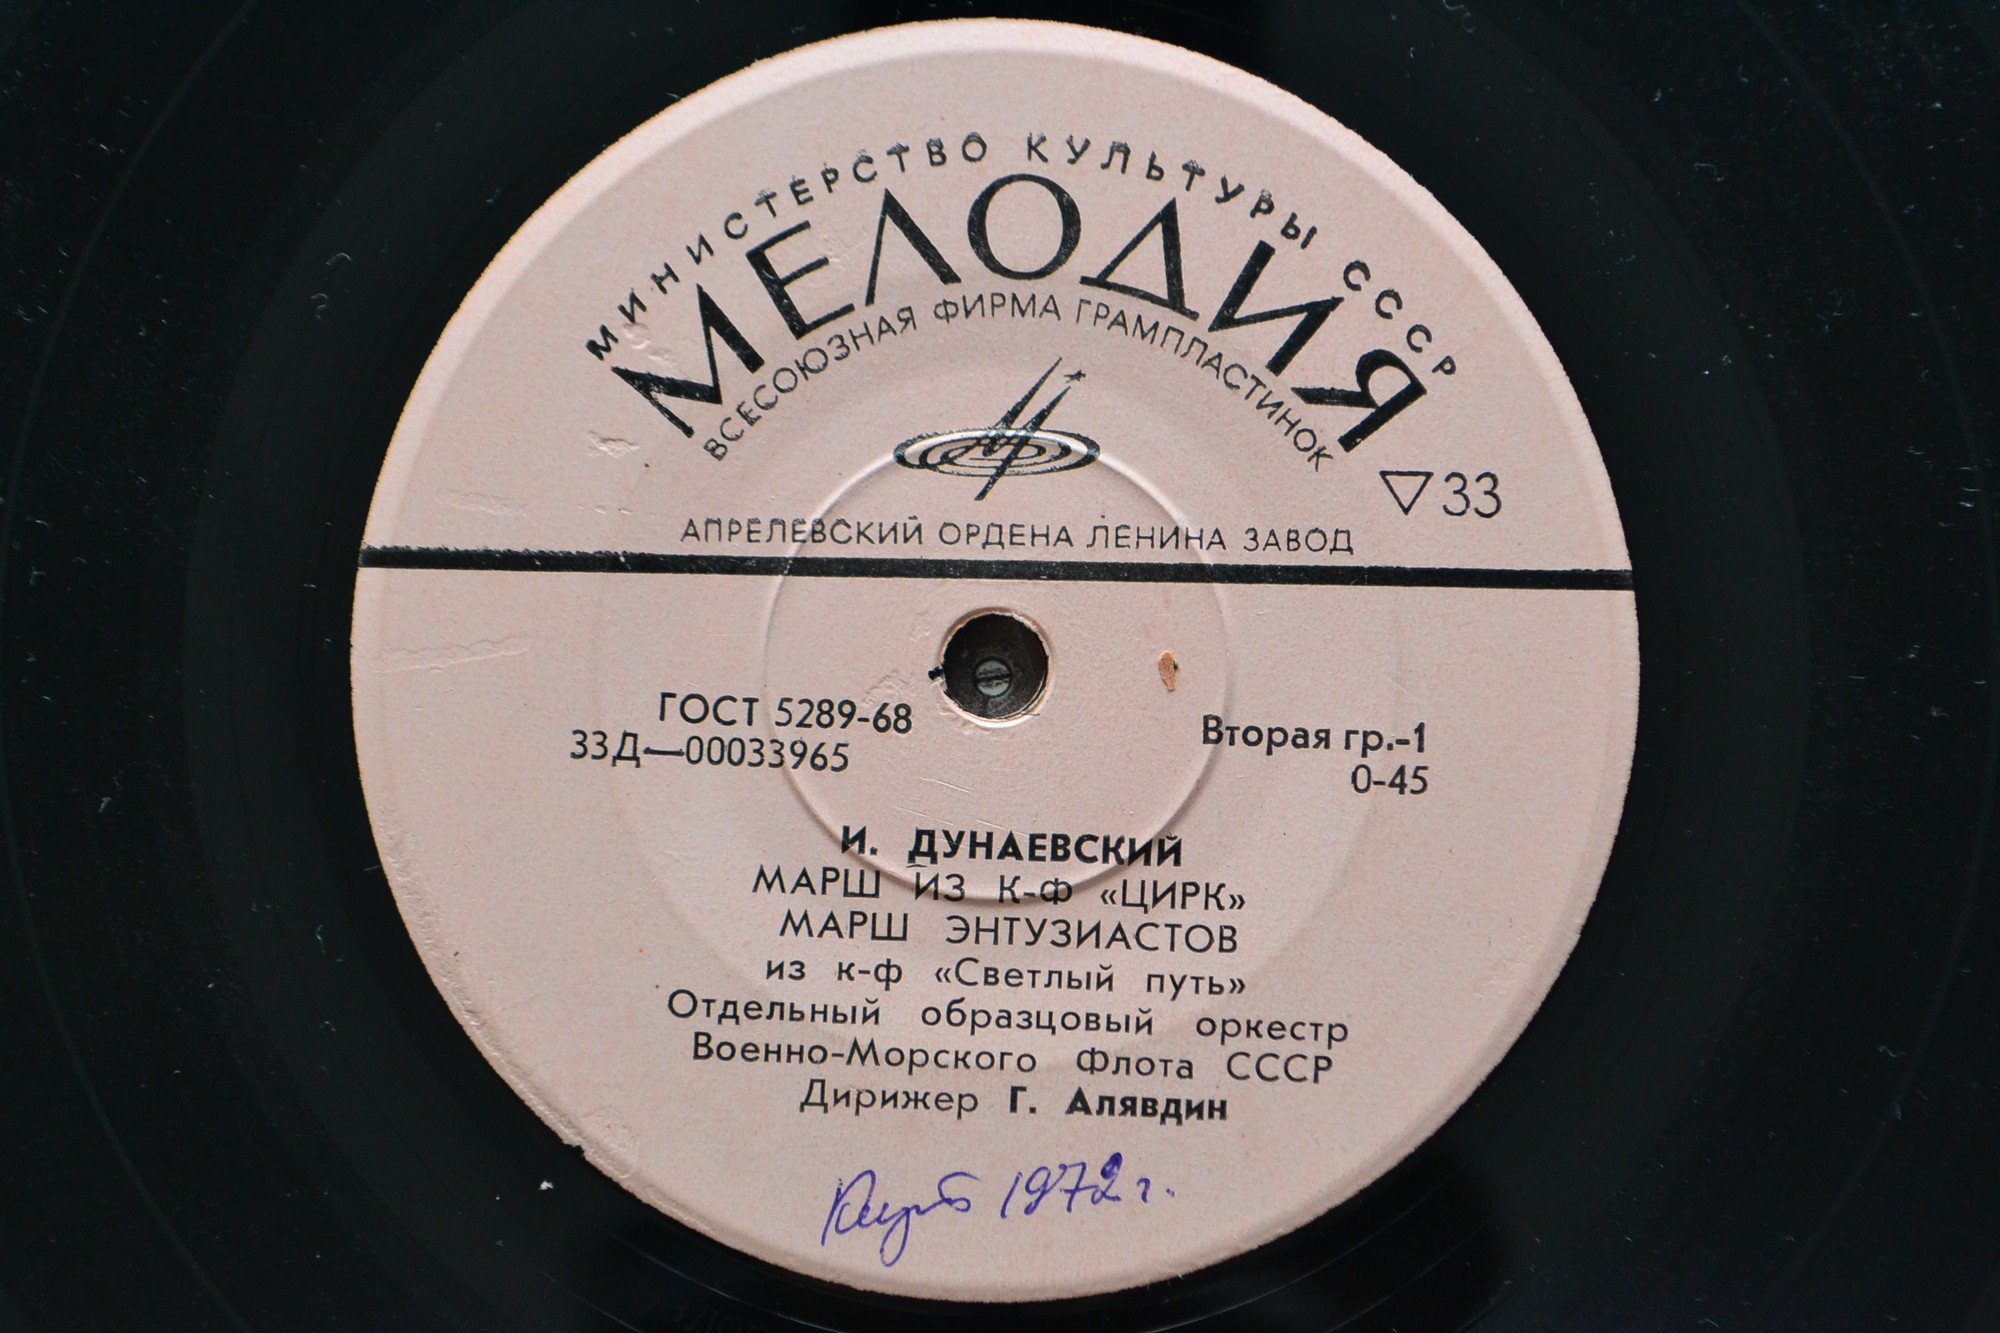 МИНИСТЕРСТВО КУЛЬТУРЫ СССР
МЕЛОДИЯ
ВСЕСОЮЗНАЯ ФИРМА ГРАМПЛАСТИНОК
33
АПРЕЛЕВСКИЙ ОРДЕНА ЛЕНИНА ЗАВОД
ГОСТ 5289-68
33Д—00033965
Вторая гр.-1
0-45
И. ДУНАЕВСКИЙ
МАРШ ИЗ К-Ф «ЦИРК»
МАРШ ЭНТУЗИАСТОВ
из к-ф «Светлый путь»
Отдельный образцовый оркестр
Военно-Морского Флота СССР
Дирижер Г. Алявдин
1972 г.